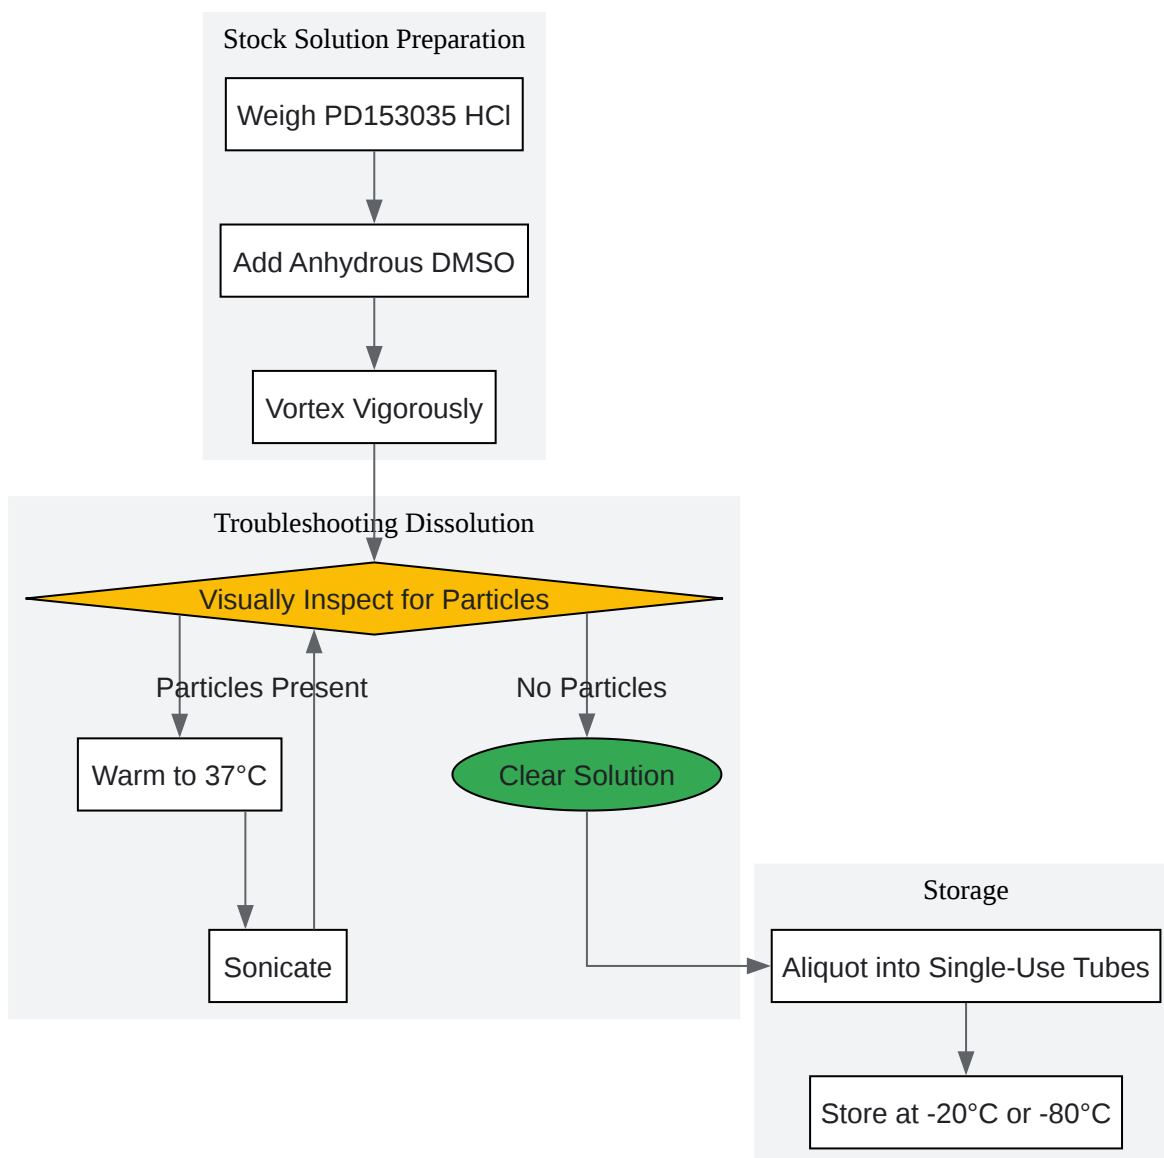 Stock Solution Preparation
Weigh PD153035 HCl
Add Anhydrous DMSO
Vortex Vigorously
Troubleshooting Dissolution
Visually Inspect for Particles
Particles Present
No Particles
Warm to 37°C
Clear Solution
Sonicate
Storage
Aliquot into Single-Use Tubes
Store at -20°C or -80°C